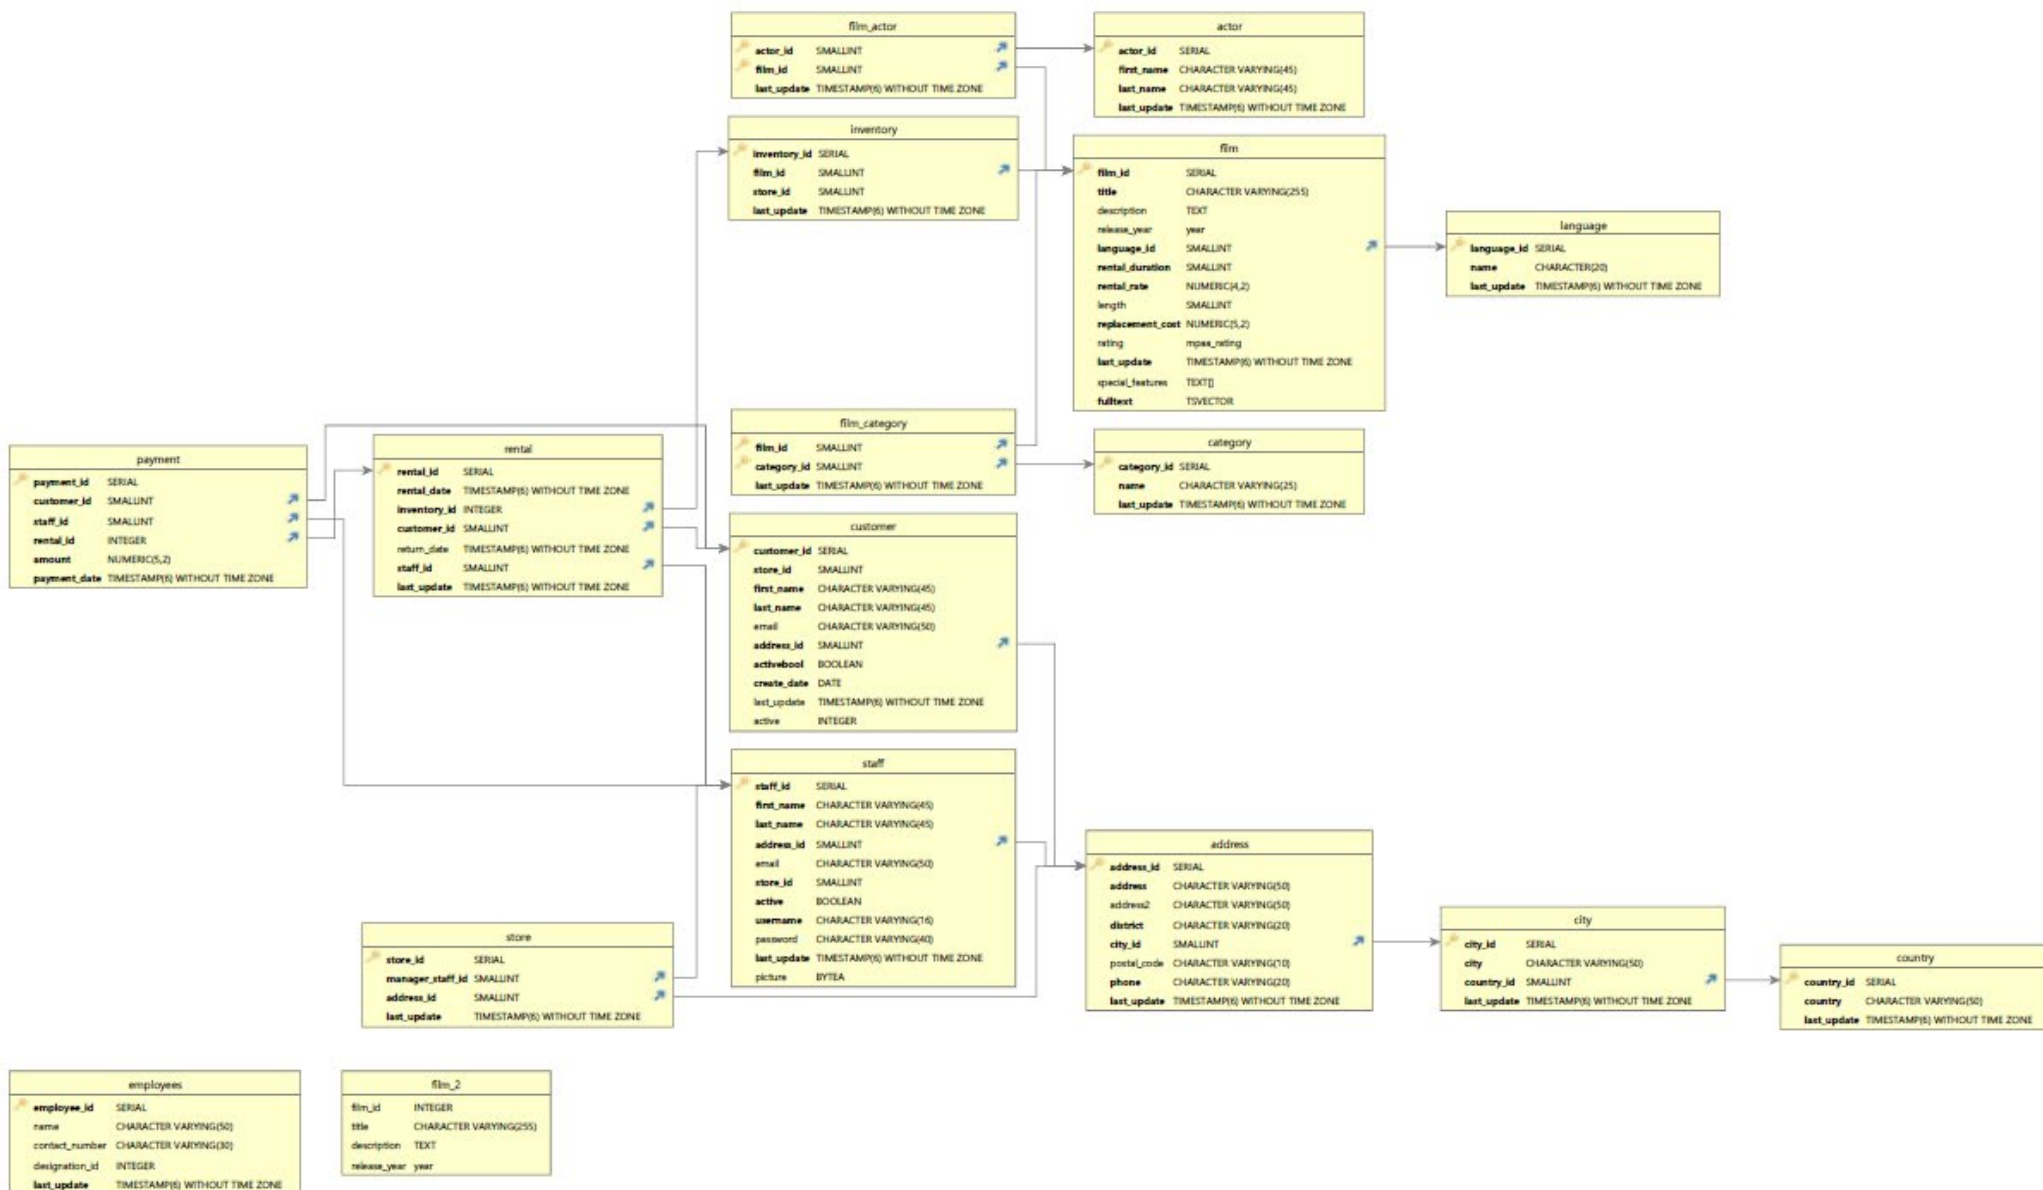 film_actor
actor_id SMALLINT
film_id SMALLINT
last_update TIMESTAMP(6) WITHOUT TIME ZONE
actor
actor_id SERIAL
first_name CHARACTER VARYING(45)
last_name CHARACTER VARYING(45)
last_update TIMESTAMP(6) WITHOUT TIME ZONE
inventory
inventory_id SERIAL
film_id SMALLINT
store_id SMALLINT
last_update TIMESTAMP(6) WITHOUT TIME ZONE
film
film_id SERIAL
title CHARACTER VARYING(255)
description TEXT
release_year year
language_id SMALLINT
rental_duration SMALLINT
rental_rate NUMERIC(4,2)
length SMALLINT
replacement_cost NUMERIC(5,2)
rating mpaa_rating
last_update TIMESTAMP(6) WITHOUT TIME ZONE
special_features TEXT[]
fulltext TSVECTOR
language
language_id SERIAL
name CHARACTER(20)
last_update TIMESTAMP(6) WITHOUT TIME ZONE
payment
payment_id SERIAL
customer_id SMALLINT
staff_id SMALLINT
rental_id INTEGER
amount NUMERIC(5,2)
payment_date TIMESTAMP(6) WITHOUT TIME ZONE
rental
rental_id SERIAL
rental_date TIMESTAMP(6) WITHOUT TIME ZONE
inventory_id INTEGER
customer_id SMALLINT
return_date TIMESTAMP(6) WITHOUT TIME ZONE
staff_id SMALLINT
last_update TIMESTAMP(6) WITHOUT TIME ZONE
film_category
film_id SMALLINT
category_id SMALLINT
last_update TIMESTAMP(6) WITHOUT TIME ZONE
category
category_id SERIAL
name CHARACTER VARYING(25)
last_update TIMESTAMP(6) WITHOUT TIME ZONE
customer
customer_id SERIAL
store_id SMALLINT
first_name CHARACTER VARYING(45)
last_name CHARACTER VARYING(45)
email CHARACTER VARYING(50)
address_id SMALLINT
activebool BOOLEAN
create_date DATE
last_update TIMESTAMP(6) WITHOUT TIME ZONE
active INTEGER
staff
staff_id SERIAL
first_name CHARACTER VARYING(45)
last_name CHARACTER VARYING(45)
address_id SMALLINT
email CHARACTER VARYING(50)
store_id SMALLINT
active BOOLEAN
username CHARACTER VARYING(16)
password CHARACTER VARYING(40)
last_update TIMESTAMP(6) WITHOUT TIME ZONE
picture BYTEA
store
store_id SERIAL
manager_staff_id SMALLINT
address_id SMALLINT
last_update TIMESTAMP(6) WITHOUT TIME ZONE
address
address_id SERIAL
address CHARACTER VARYING(50)
address2 CHARACTER VARYING(50)
district CHARACTER VARYING(20)
city_id SMALLINT
postal_code CHARACTER VARYING(10)
phone CHARACTER VARYING(20)
last_update TIMESTAMP(6) WITHOUT TIME ZONE
city
city_id SERIAL
city CHARACTER VARYING(50)
country_id SMALLINT
last_update TIMESTAMP(6) WITHOUT TIME ZONE
country
country_id SERIAL
country CHARACTER VARYING(50)
last_update TIMESTAMP(6) WITHOUT TIME ZONE
employees
employee_id SERIAL
name CHARACTER VARYING(50)
contact_number CHARACTER VARYING(30)
designation_id INTEGER
last_update TIMESTAMP(6) WITHOUT TIME ZONE
film_2
film_id INTEGER
title CHARACTER VARYING(255)
description TEXT
release_year year